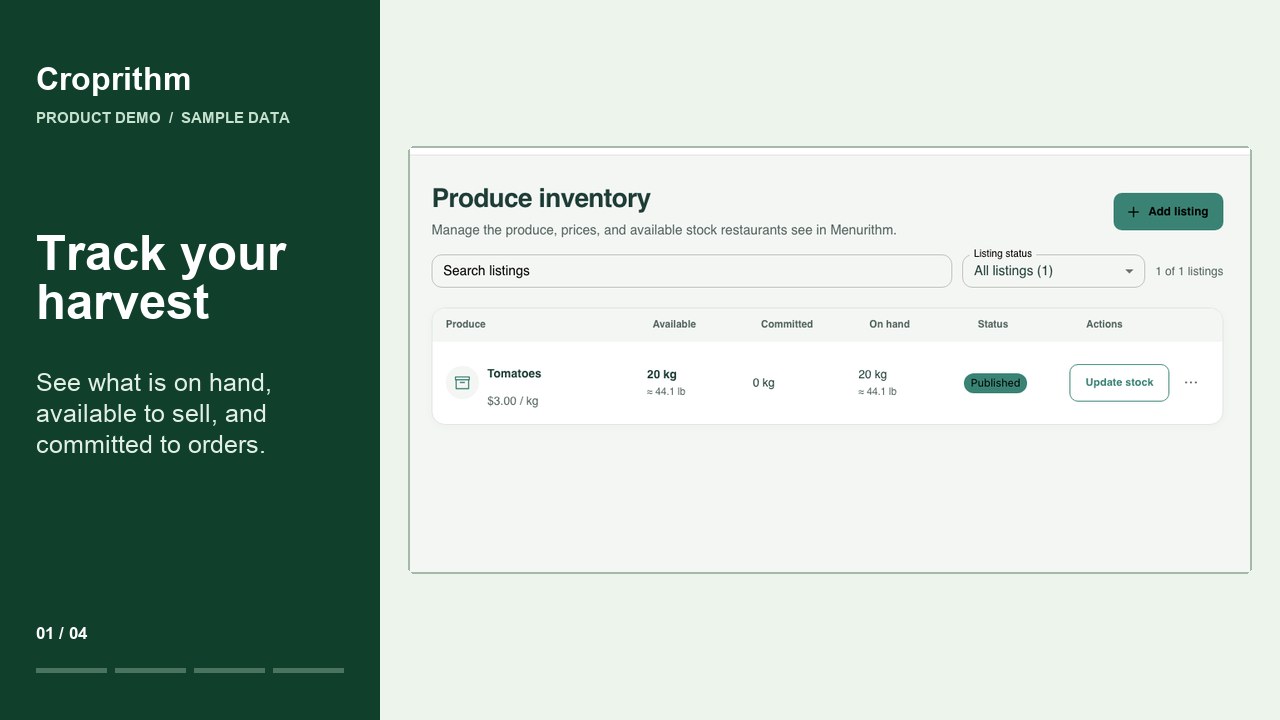 Croprithm
PRODUCT DEMO / SAMPLE DATA
Track your
harvest
See what is on hand,
available to sell, and
committed to orders.
01 / 04
Produce inventory
Manage the produce, prices, and available stock restaurants see in Menurithm.
Add listing
Search listings
Listing status
All listings (1)
1 of 1 listings
Produce Available Committed On hand Status Actions
Tomatoes
$3.00 / kg
20 kg
≈ 44.1 lb
0 kg
20 kg
≈ 44.1 lb
Published
Update stock